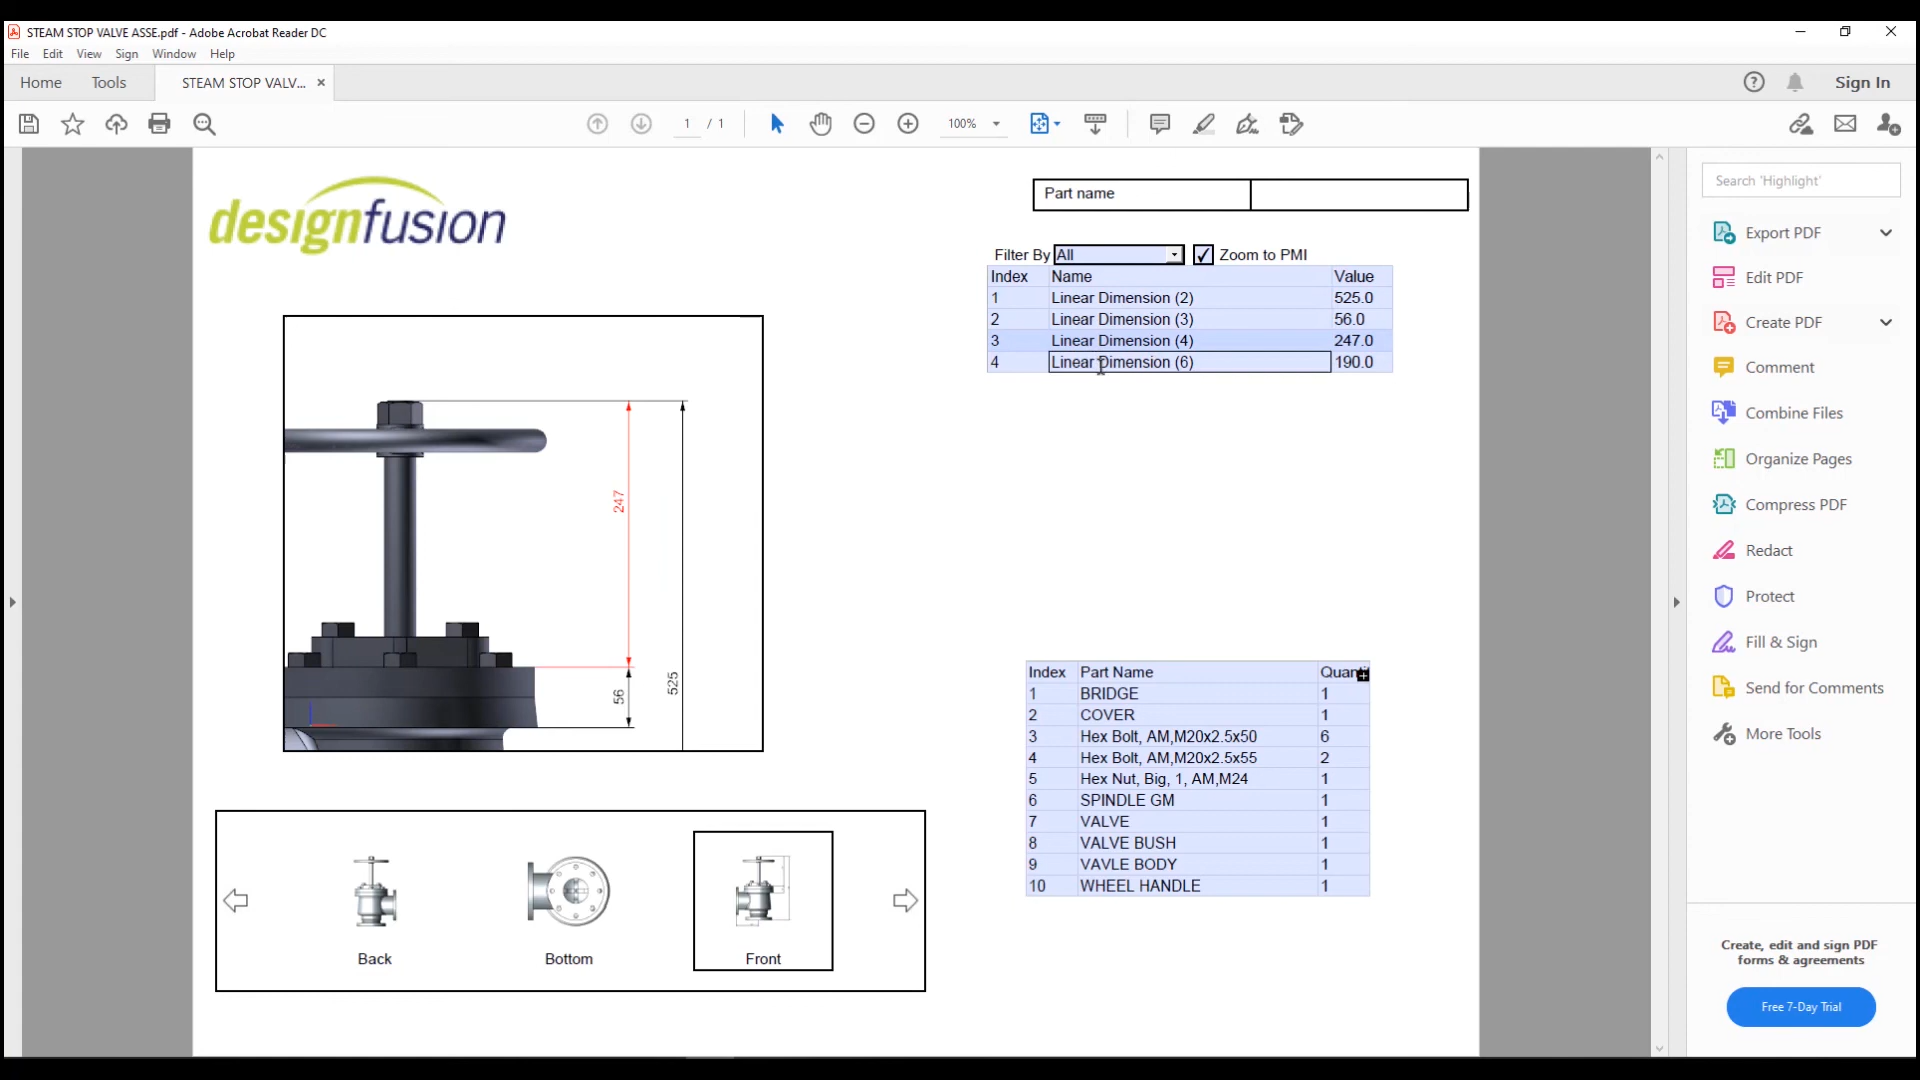 STEAM STOP VALVE ASSE.pdf - Adobe Acrobat Reader DC
File Edit View Sign Window Help
Home Tools STEAM STOP VALV... × Sign In
1 / 1 100%
designfusion
Part name
Filter By All Zoom to PMI
Index Name Value
1 Linear Dimension (2) 525.0
2 Linear Dimension (3) 56.0
3 Linear Dimension (4) 247.0
4 Linear Dimension (6) 190.0
247
56
525
Index Part Name Quanti
1 BRIDGE 1
2 COVER 1
3 Hex Bolt, AM,M20x2.5x50 6
4 Hex Bolt, AM,M20x2.5x55 2
5 Hex Nut, Big, 1, AM,M24 1
6 SPINDLE GM 1
7 VALVE 1
8 VALVE BUSH 1
9 VAVLE BODY 1
10 WHEEL HANDLE 1
Back Bottom Front
Search 'Highlight'
Export PDF
Edit PDF
Create PDF
Comment
Combine Files
Organize Pages
Compress PDF
Redact
Protect
Fill & Sign
Send for Comments
More Tools
Create, edit and sign PDF
forms & agreements
Free 7-Day Trial